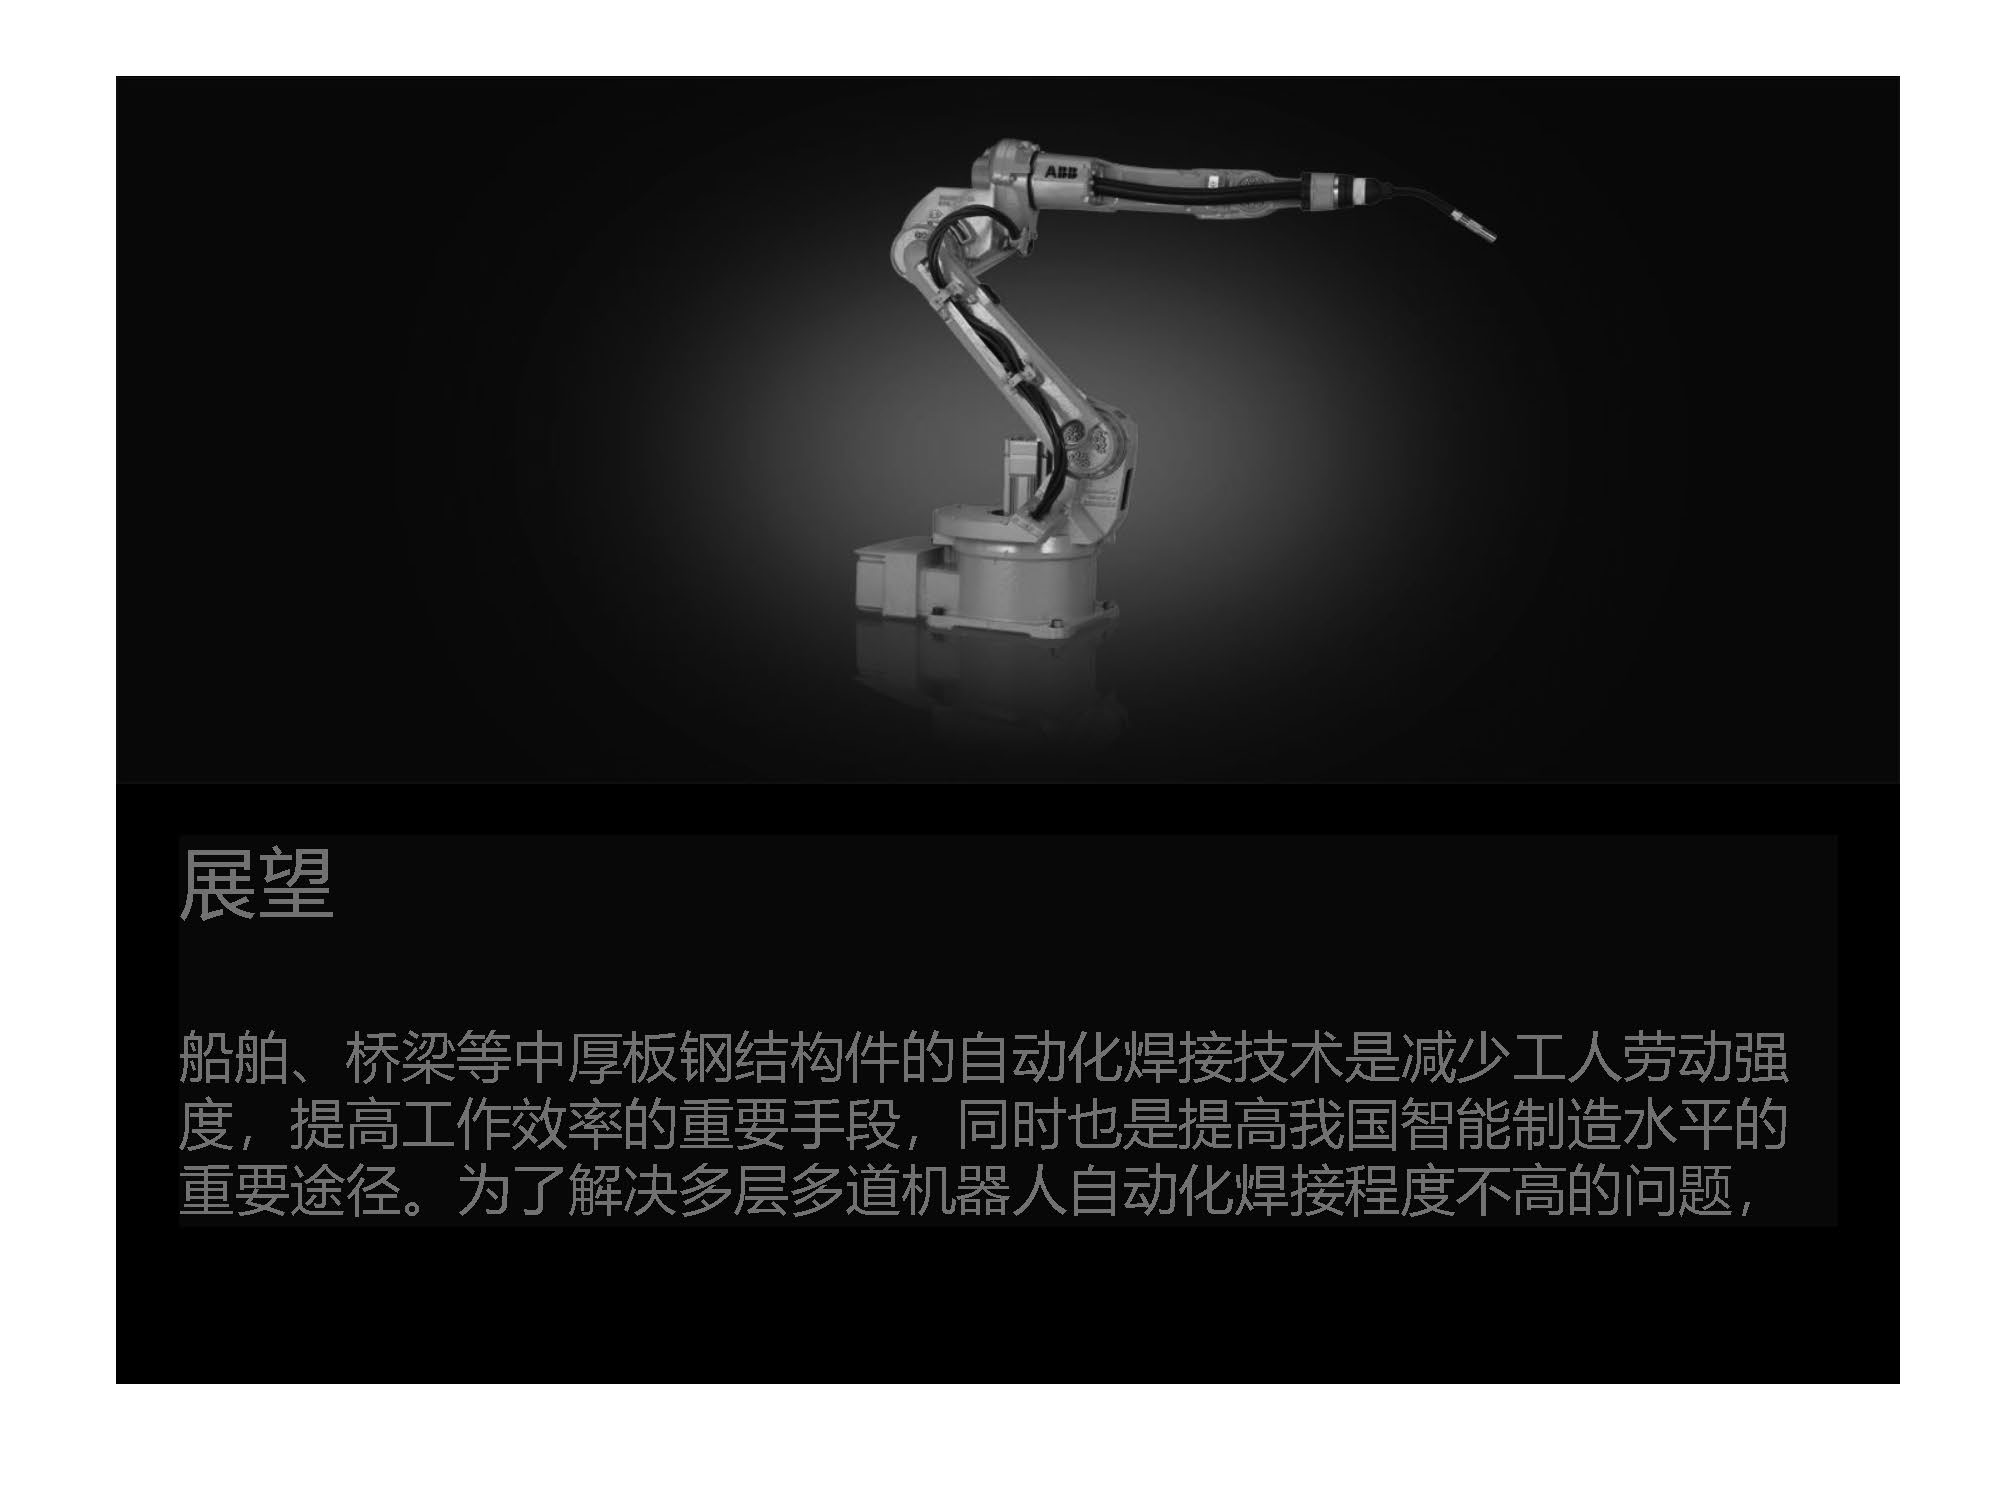 ABB
展望
船舶、桥梁等中厚板钢结构件的自动化焊接技术是减少工人劳动强
度，提高工作效率的重要手段，同时也是提高我国智能制造水平的
重要途径。为了解决多层多道机器人自动化焊接程度不高的问题，